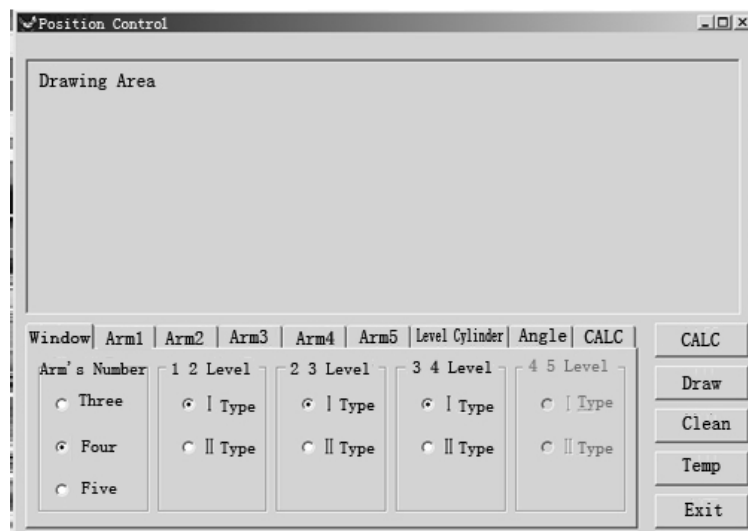 Position Control
Drawing Area
Window Arm1 Arm2 Arm3 Arm4 Arm5 Level Cylinder Angle CALC
Arm's Number
Three
Four
Five
1 2 Level
Ⅰ Type
Ⅱ Type
2 3 Level
Ⅰ Type
Ⅱ Type
3 4 Level
Ⅰ Type
Ⅱ Type
4 5 Level
Ⅰ Type
Ⅱ Type
CALC
Draw
Clean
Temp
Exit